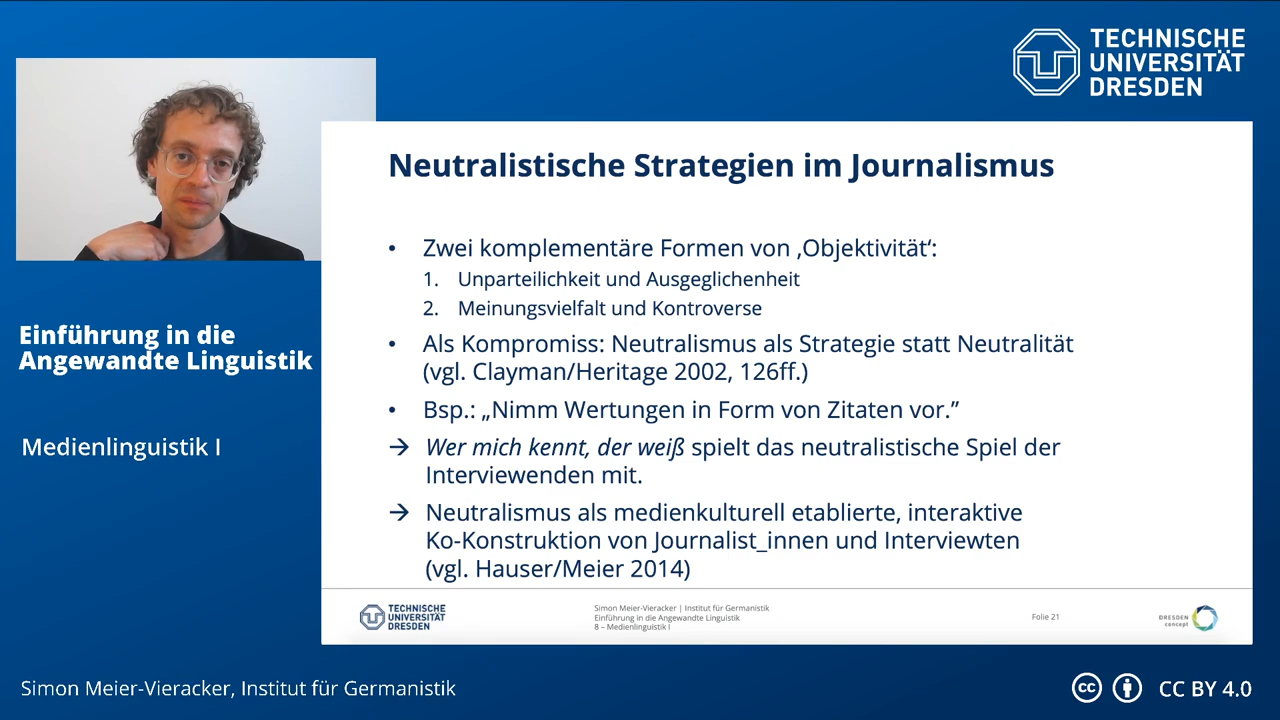 TECHNISCHE
UNIVERSITÄT
DRESDEN
Einführung in die
Angewandte Linguistik
Medienlinguistik I
Neutralistische Strategien im Journalismus
• Zwei komplementäre Formen von ‚Objektivität‘:
1. Unparteilichkeit und Ausgeglichenheit
2. Meinungsvielfalt und Kontroverse
• Als Kompromiss: Neutralismus als Strategie statt Neutralität
(vgl. Clayman/Heritage 2002, 126ff.)
• Bsp.: „Nimm Wertungen in Form von Zitaten vor.”
→ Wer mich kennt, der weiß spielt das neutralistische Spiel der
Interviewenden mit.
→ Neutralismus als medienkulturell etablierte, interaktive
Ko-Konstruktion von Journalist_innen und Interviewten
(vgl. Hauser/Meier 2014)
TECHNISCHE
UNIVERSITÄT
DRESDEN
Simon Meier-Vieracker | Institut für Germanistik
Einführung in die Angewandte Linguistik
8 – Medienlinguistik I
Folie 21
DRESDEN
concept
Simon Meier-Vieracker, Institut für Germanistik
cc
CC BY 4.0